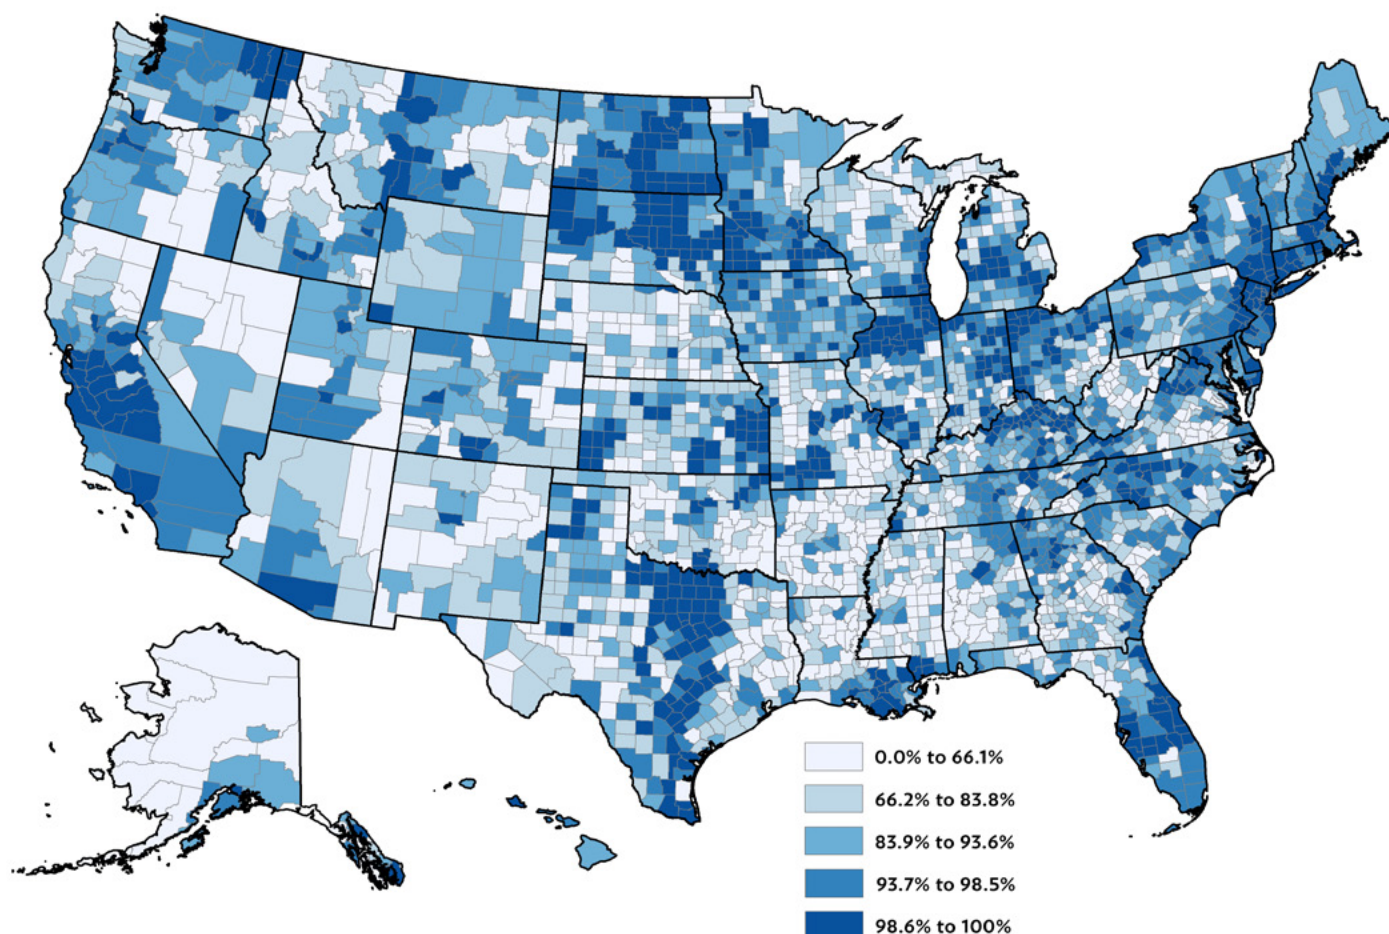 0.0% to 66.1%
66.2% to 83.8%
83.9% to 93.6%
93.7% to 98.5%
98.6% to 100%